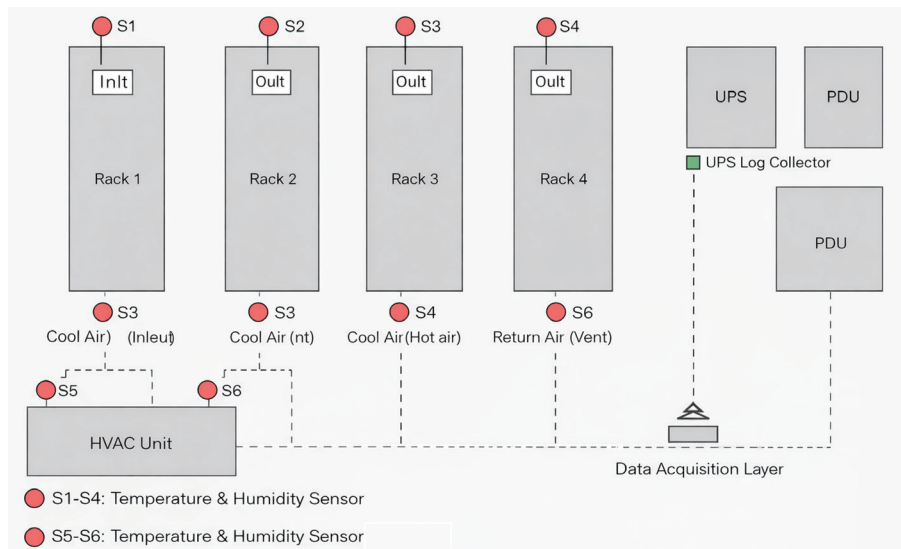 S1
S2
S3
S4
Inlt
Oult
Oult
Oult
UPS
PDU
Rack 1
Rack 2
Rack 3
Rack 4
UPS Log Collector
PDU
S3
S3
S4
S6
Cool Air) (Inleut)
Cool Air (nt)
Cool Air(Hot air)
Return Air (Vent)
S5
S6
HVAC Unit
Data Acquisition Layer
S1-S4: Temperature & Humidity Sensor
S5-S6: Temperature & Humidity Sensor